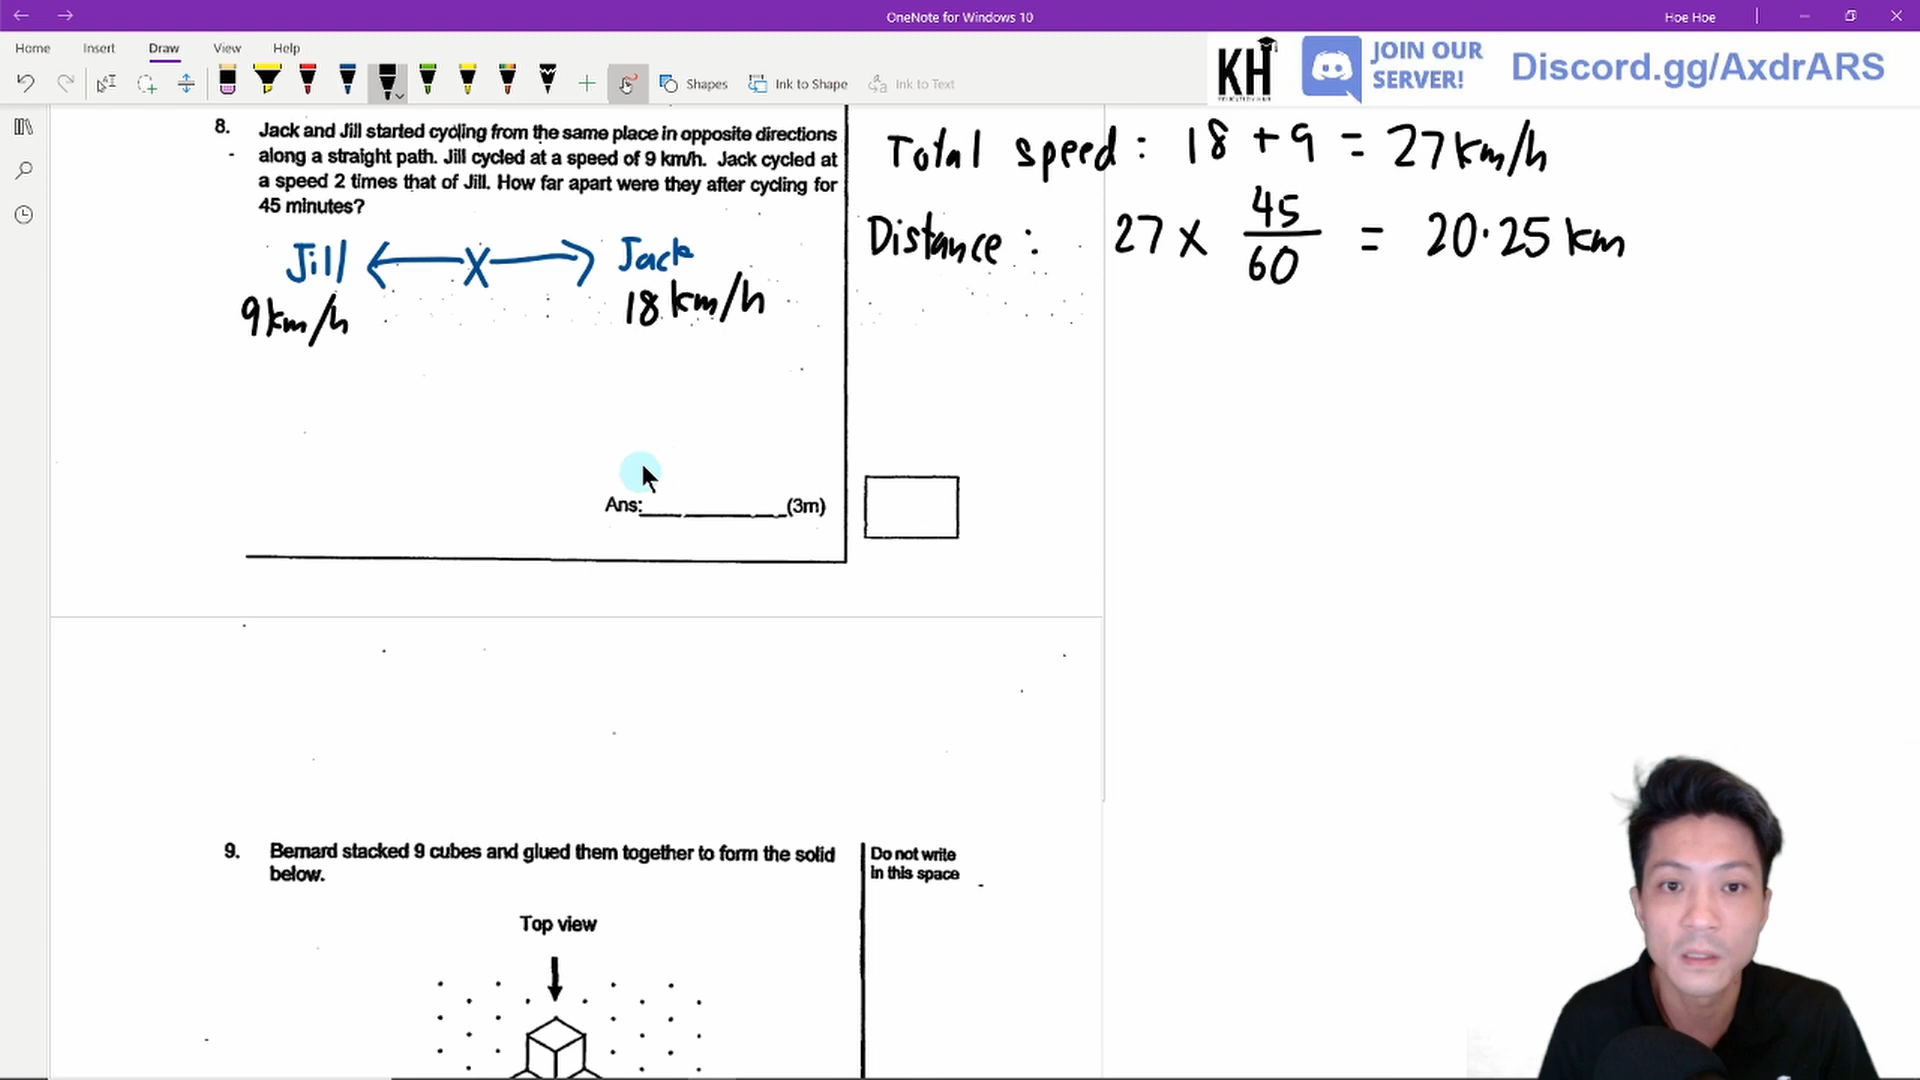 OneNote for Windows 10
Hoe Hoe
Home Insert Draw View Help
Shapes Ink to Shape Ink to Text
KH
JOIN OUR
SERVER!
Discord.gg/AxdrARS
8. Jack and Jill started cycling from the same place in opposite directions
along a straight path. Jill cycled at a speed of 9 km/h. Jack cycled at
a speed 2 times that of Jill. How far apart were they after cycling for
45 minutes?
Jill X Jack
9km/h 18km/h
Total speed: 18 + 9 = 27km/h
Distance: 27 x 45/60 = 20.25 km
Ans:_____________(3m)
9. Bernard stacked 9 cubes and glued them together to form the solid
below.
Do not write
in this space
Top view